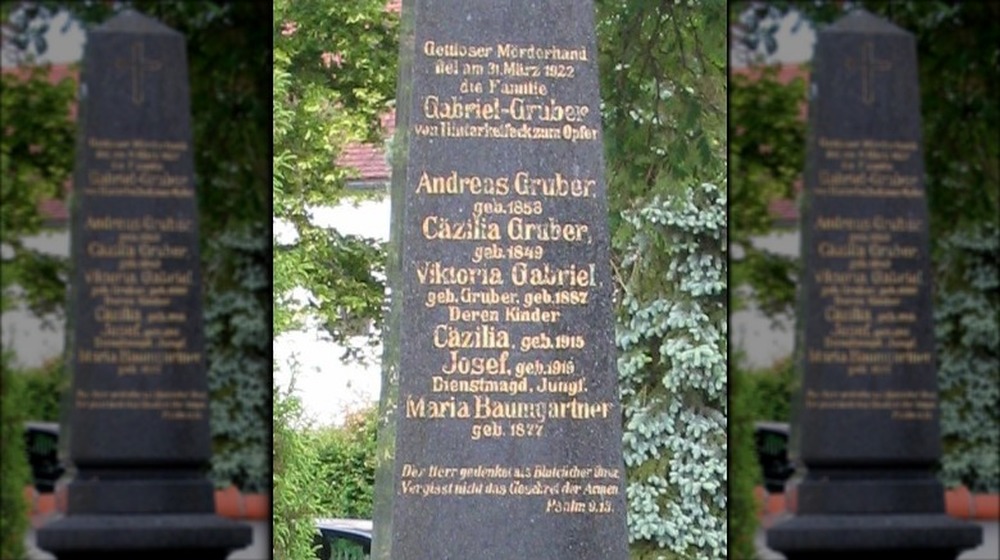 Gottloser Mörderhand
fiel am 31. März 1922
die Familie
Gabriel-Gruber
von Hinterkaifeck zum Opfer
Andreas Gruber,
geb. 1858
Cäzilia Gruber,
geb. 1849
Viktoria Gabriel,
geb. Gruber, geb. 1887
Deren Kinder
Cäzilia, geb. 1915
Josef, geb. 1919
Dienstmagd, Jungf.
Maria Baumgartner
geb. 1877
Der Herr gedenket als Bluträcher ihrer,
Vergisst nicht das Geschrei der Armen.
Psalm 9.13.